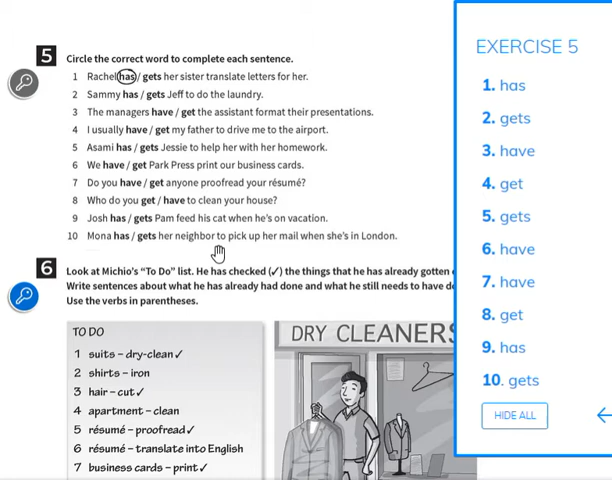 5 Circle the correct word to complete each sentence.
1 Rachel has / gets her sister translate letters for her.
2 Sammy has / gets Jeff to do the laundry.
3 The managers have / get the assistant format their presentations.
4 I usually have / get my father to drive me to the airport.
5 Asami has / gets Jessie to help her with her homework.
6 We have / get Park Press print our business cards.
7 Do you have / get anyone proofread your résumé?
8 Who do you get / have to clean your house?
9 Josh has / gets Pam feed his cat when he's on vacation.
10 Mona has / gets her neighbor to pick up her mail when she's in London.
6 Look at Michio's “To Do” list. He has checked (✓) the things that he has already gotten
Write sentences about what he has already had done and what he still needs to have
Use the verbs in parentheses.
TO DO
1 suits – dry-clean ✓
2 shirts – iron
3 hair – cut ✓
4 apartment – clean
5 résumé – proofread ✓
6 résumé – translate into English
7 business cards – print ✓
DRY CLEANERS
EXERCISE 5
1. has
2. gets
3. have
4. get
5. gets
6. have
7. have
8. get
9. has
10. gets
HIDE ALL